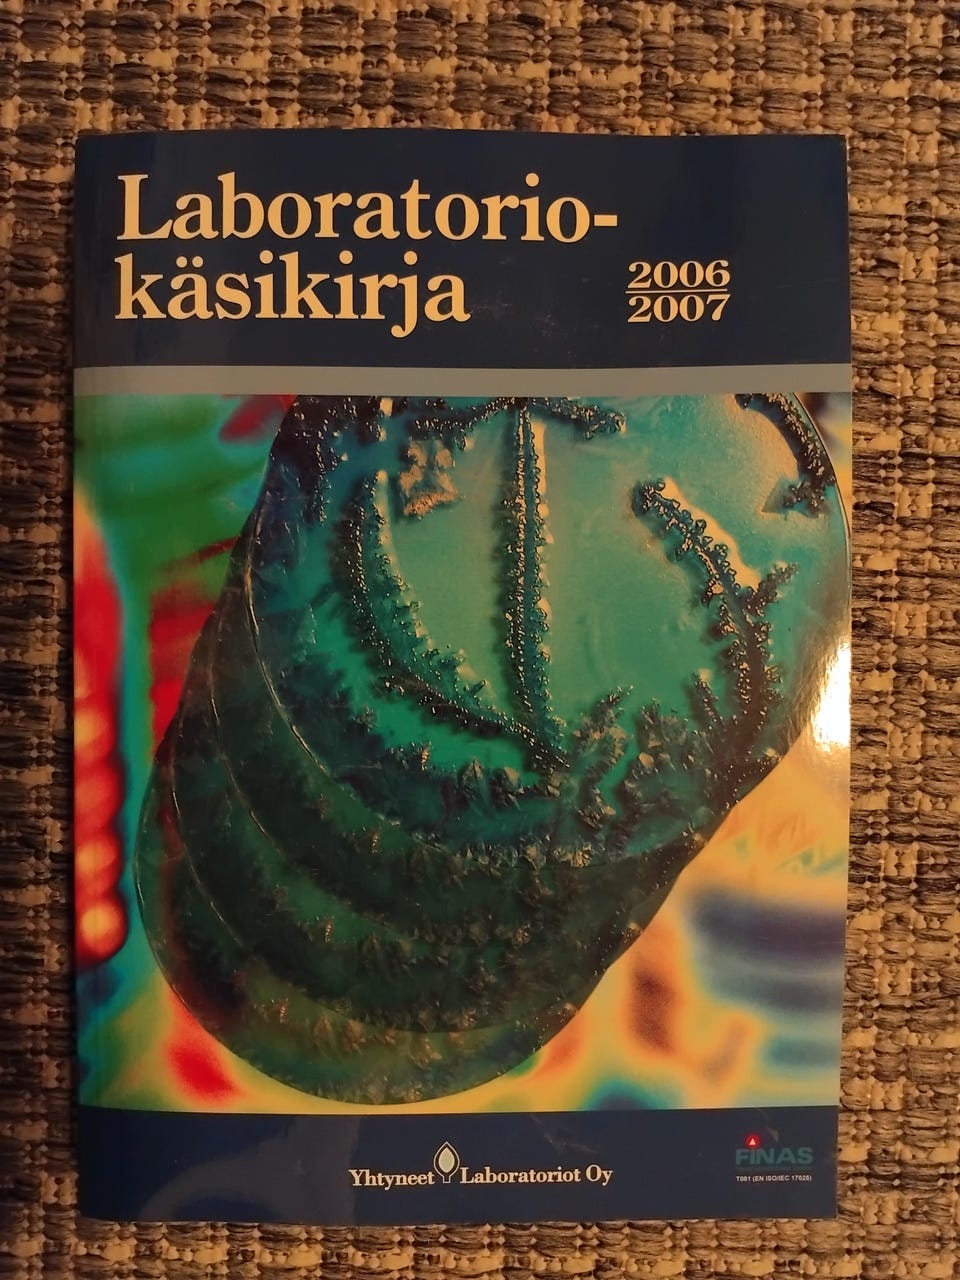 Laboratorio-
käsikirja
2006
2007
Yhtyneet Laboratoriot Oy
FINAS
T081 (EN ISO/IEC 17025)